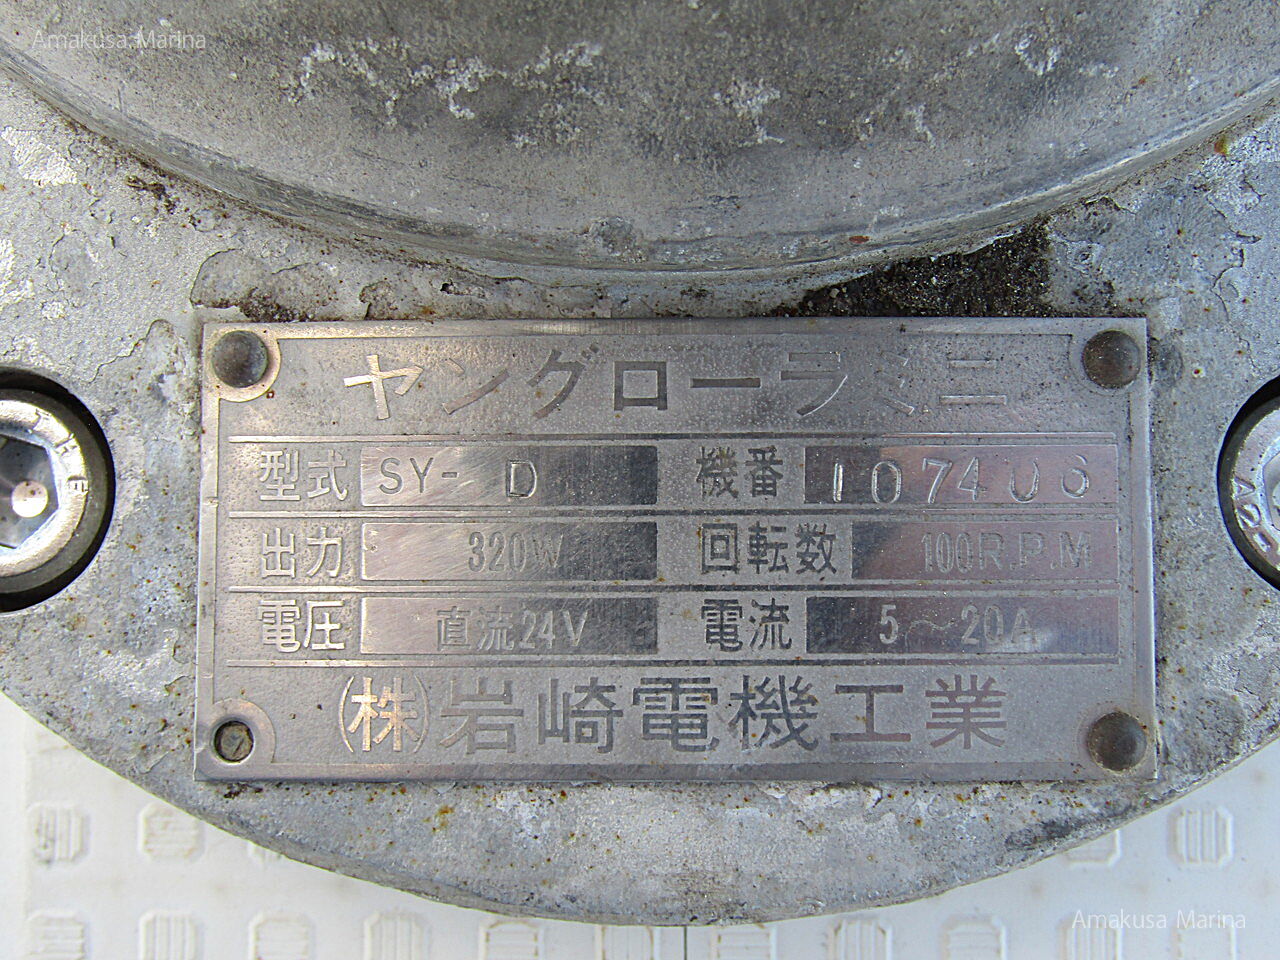 Amakusa Marina
ヤングローラミニ
型式 SY- D 機番 107406
出力 320W 回転数 100R.P.M
電圧 直流24V 電流 5～20A
㈱岩崎電機工業
Amakusa Marina